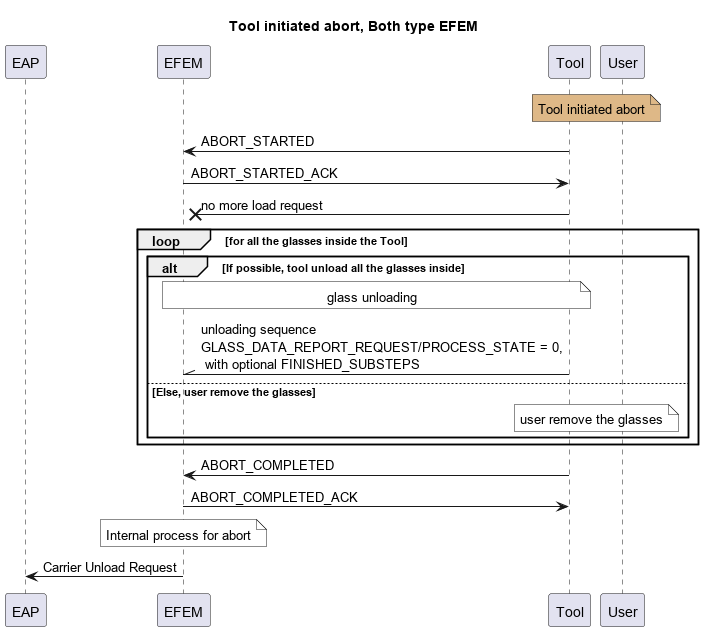 Tool initiated abort, Both type EFEM
EAP
EFEM
Tool
User
Tool initiated abort
ABORT_STARTED
ABORT_STARTED_ACK
no more load request
loop
[for all the glasses inside the Tool]
alt
[If possible, tool unload all the glasses inside]
glass unloading
unloading sequence
GLASS_DATA_REPORT_REQUEST/PROCESS_STATE = 0,
with optional FINISHED_SUBSTEPS
[Else, user remove the glasses]
user remove the glasses
ABORT_COMPLETED
ABORT_COMPLETED_ACK
Internal process for abort
Carrier Unload Request
EAP
EFEM
Tool
User